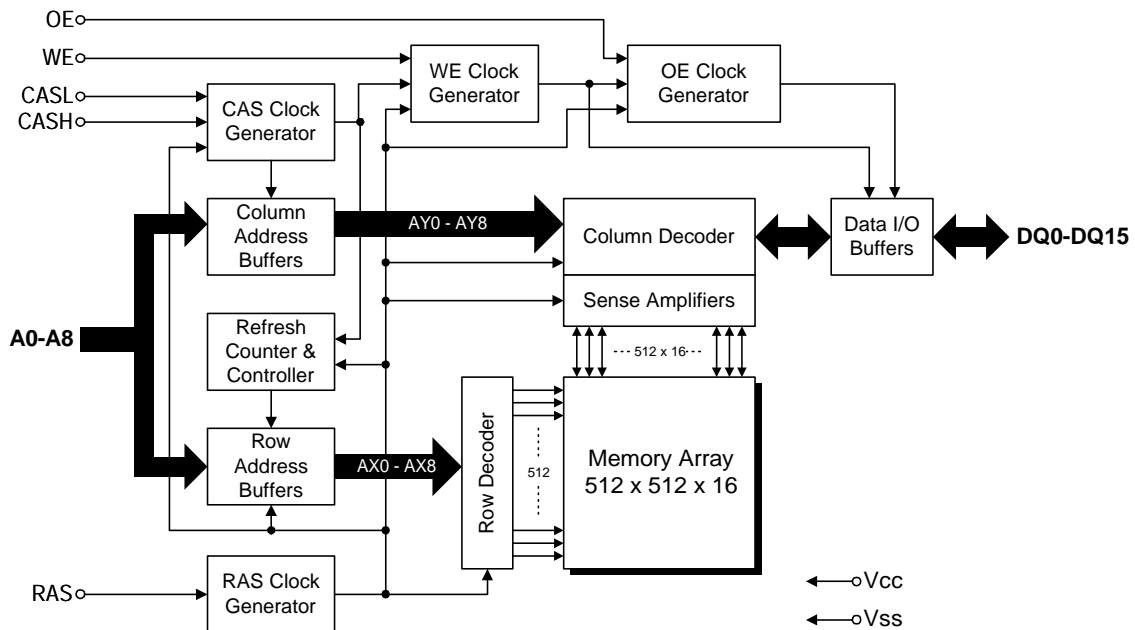 OE
WE
CASL
CASH
WE Clock
Generator
OE Clock
Generator
CAS Clock
Generator
Column
Address
Buffers
AY0 - AY8
Column Decoder
Data I/O
Buffers
DQ0-DQ15
Sense Amplifiers
A0-A8
Refresh
Counter &
Controller
512 x 16
Row
Address
Buffers
AX0 - AX8
Row Decoder
512
Memory Array
512 x 512 x 16
RAS
RAS Clock
Generator
Vcc
Vss